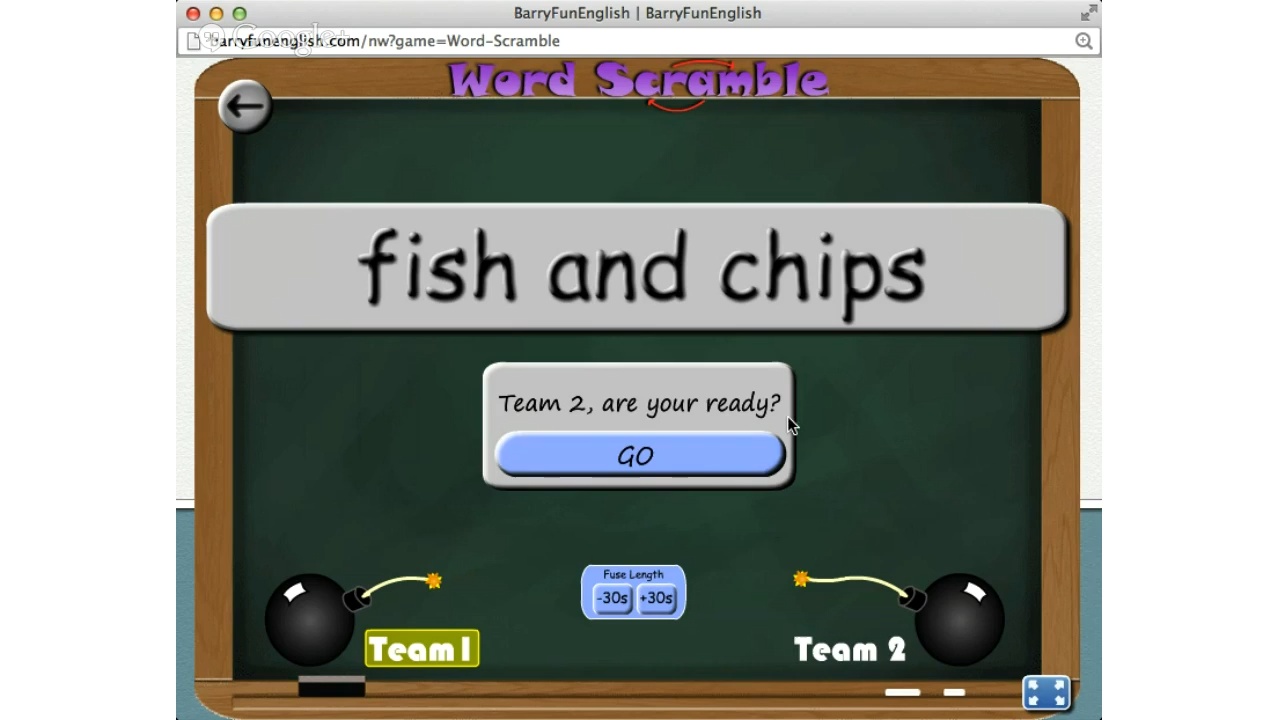 BarryFunEnglish | BarryFunEnglish
barryfunenglish.com/nw?game=Word-Scramble
Google+
Word Scramble
fish and chips
Team 2, are your ready?
GO
Fuse Length
-30s +30s
Team 1
Team 2